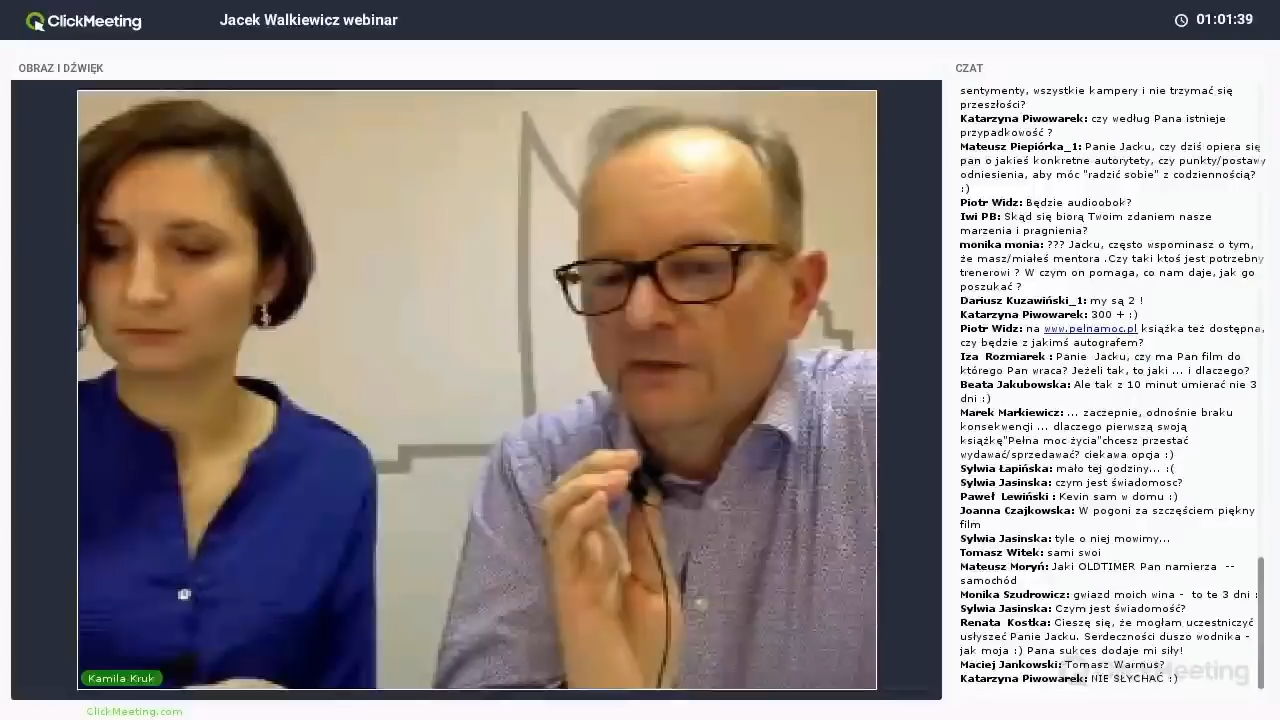 ClickMeeting
Jacek Walkiewicz webinar
01:01:39
OBRAZ I DŹWIĘK
CZAT
sentymenty, wszystkie kampery i nie trzymać się
przeszłości?
Katarzyna Piwowarek: czy według Pana istnieje
przypadkowość ?
Mateusz Piepiórka_1: Panie Jacku, czy dziś opiera się
pan o jakieś konkretne autorytety, czy punkty/postawy
odniesienia, aby móc "radzić sobie" z codziennością?
:)
Piotr Widz: Będzie audioobok?
Iwi PB: Skąd się biorą Twoim zdaniem nasze
marzenia i pragnienia?
monika monia: ??? Jacku, często wspominasz o tym,
że masz/miałeś mentora .Czy taki ktoś jest potrzebny
trenerowi ? W czym on pomaga, co nam daje, jak go
poszukać ?
Dariusz Kuzawiński_1: my są 2 !
Katarzyna Piwowarek: 300 + :)
Piotr Widz: na www.pelnamoc.pl książka też dostępna,
czy będzie z jakimś autografem?
Iza Rozmiarek : Panie Jacku, czy ma Pan film do
którego Pan wraca? Jeżeli tak, to jaki ... i dlaczego?
Beata Jakubowska: Ale tak z 10 minut umierać nie 3
dni :)
Marek Markiewicz: ... zaczepnie, odnośnie braku
konsekwengji ... dlaczego pierwszą swoją
książkę"Pełna moc życia"chcesz przestać
wydawać/sprzedawać? ciekawa opcja :)
Sylwia Łapińska: mało tej godziny... :(
Sylwia Jasinska: czym jest świadomosc?
Paweł Lewiński : Kevin sam w domu :)
Joanna Czajkowska: W pogoni za szczęściem piękny
film
Sylwia Jasinska: tyle o niej mowimy...
Tomasz Witek: sami swoi
Mateusz Moryń: Jaki OLDTIMER Pan namierza --
samochód
Monika Szudrowicz: gwiazd moich wina - to te 3 dni :
Sylwia Jasinska: Czym jest świadomość?
Renata Kostka: Cieszę się, że mogłam uczestniczyć
usłyszeć Panie Jacku. Serdeczności duszo wodnika -
jak moja :) Pana sukces dodaje mi siły!
Maciej Jankowski: Tomasz Warmus?
Katarzyna Piwowarek: NIE SŁYCHAĆ :)
ClickMeeting
Kamila Kruk
ClickMeeting.com